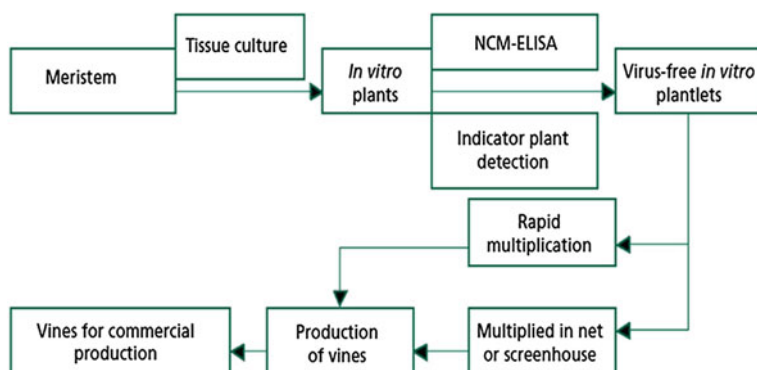 Meristem
Tissue culture
In vitro
plants
NCM-ELISA
Indicator plant
detection
Virus-free in vitro
plantlets
Rapid
multiplication
Multiplied in net
or screenhouse
Production
of vines
Vines for commercial
production